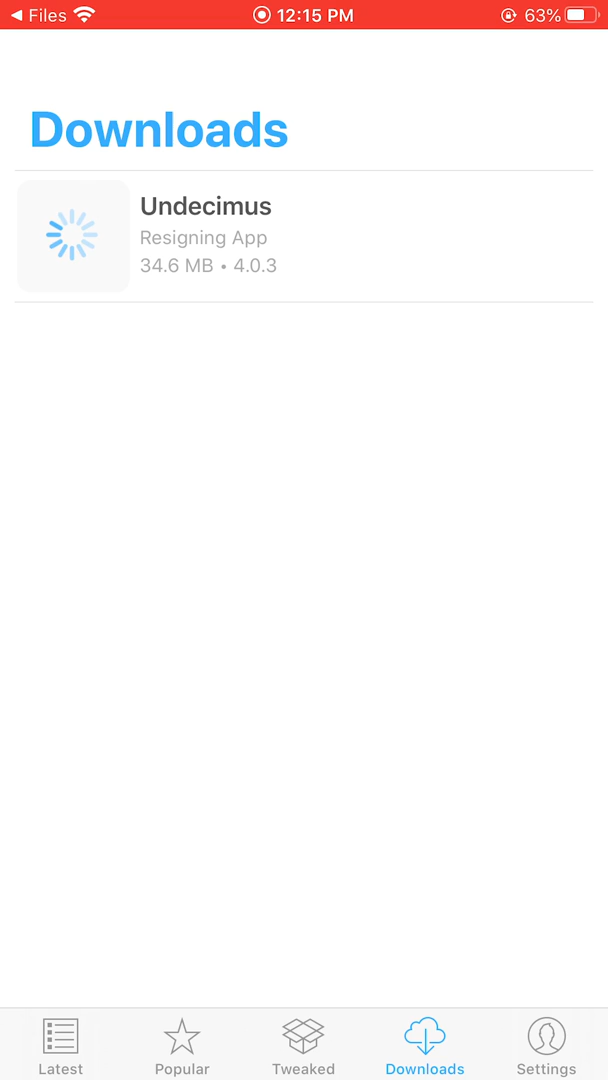 Files 12:15 PM 63%
Downloads
Undecimus
Resigning App
34.6 MB • 4.0.3
Latest Popular Tweaked Downloads Settings